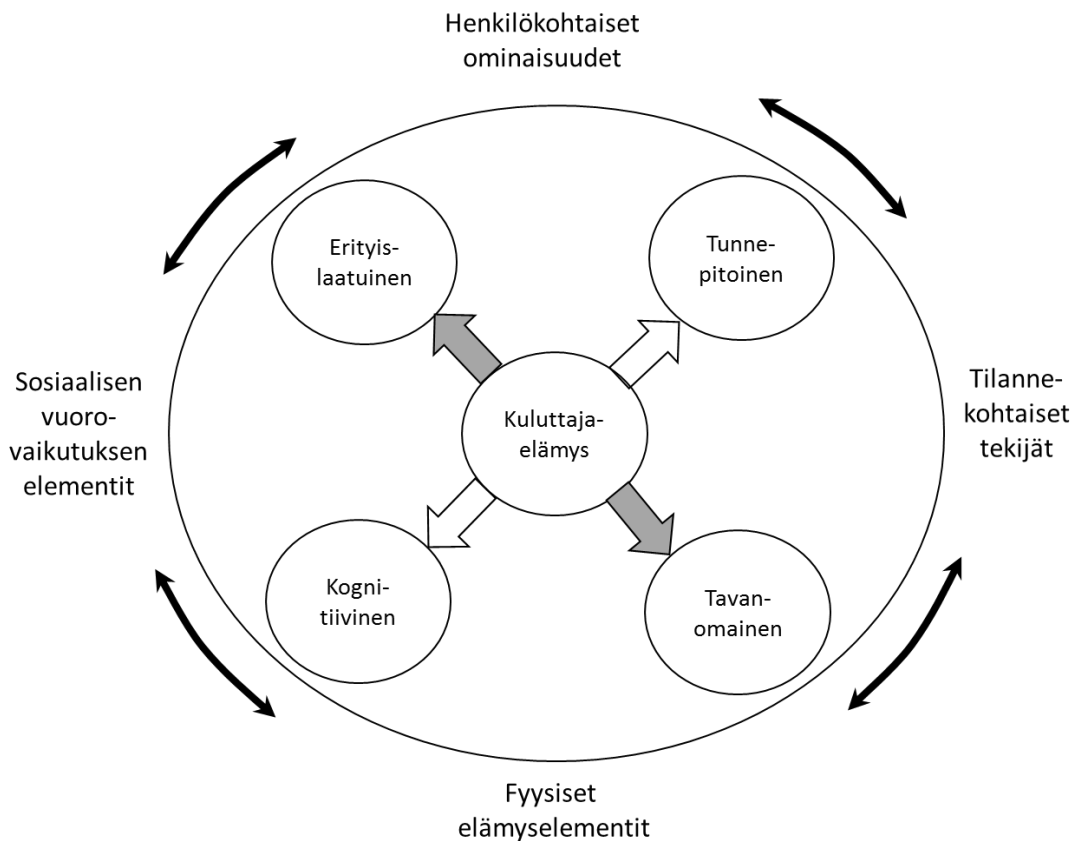 Henkilökohtaiset
ominaisuudet
Erityis-
laatuinen
Tunne-
pitoinen
Sosiaalisen
vuoro-
vaikutuksen
elementit
Kuluttaja-
elämys
Tilanne-
kohtaiset
tekijät
Kogni-
tiivinen
Tavan-
omainen
Fyysiset
elämyselementit